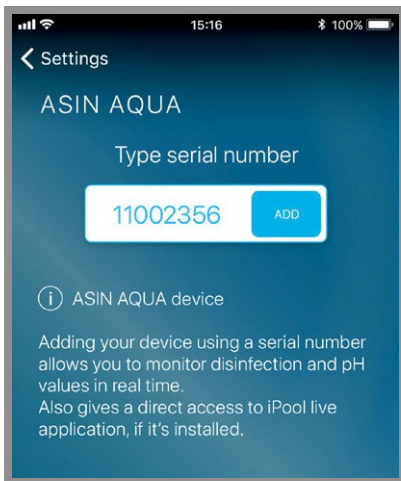 15:16 100%
Settings
ASIN AQUA
Type serial number
11002356 ADD
i ASIN AQUA device
Adding your device using a serial number
allows you to monitor disinfection and pH
values in real time.
Also gives a direct access to iPool live
application, if it's installed.